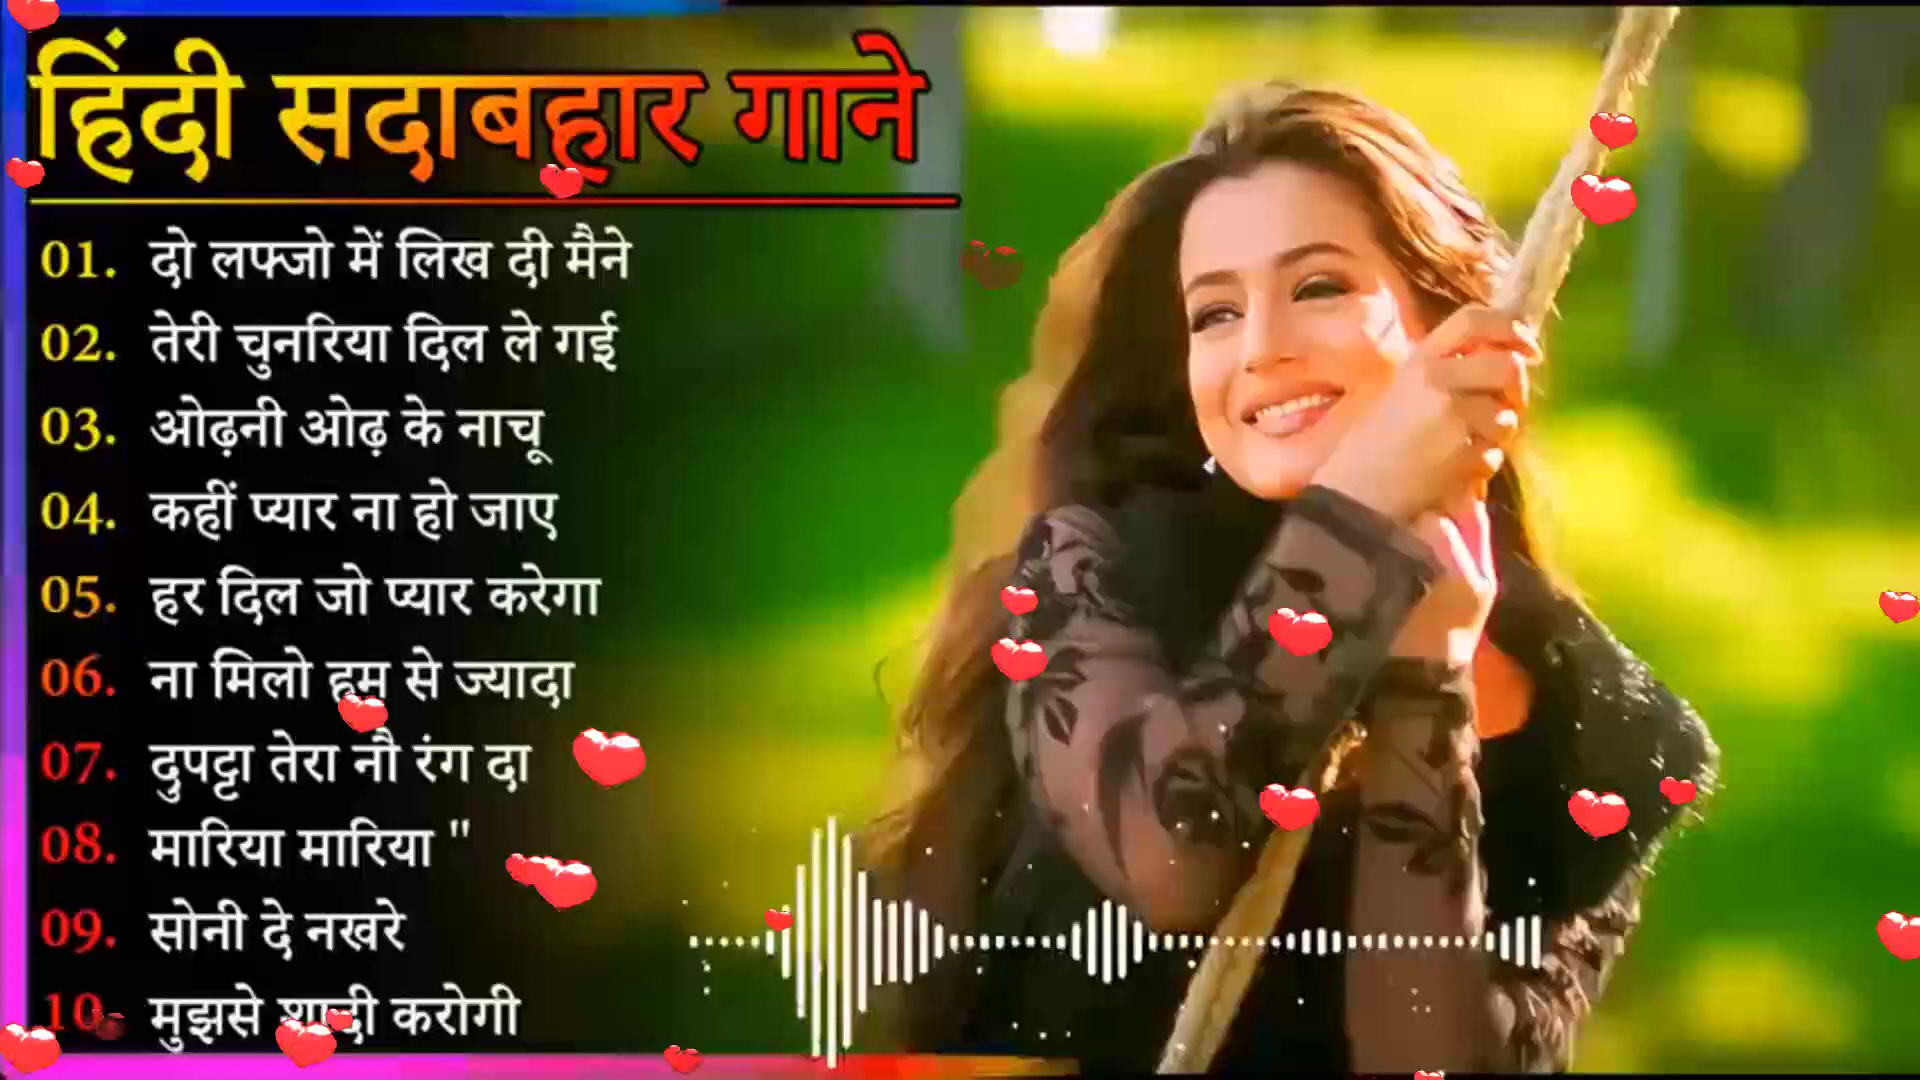 हिंदी सदाबहार गाने
01. दो लफ्जो में लिख दी मैने
02. तेरी चुनरिया दिल ले गई
03. ओढ़नी ओढ़ के नाचू
04. कहीं प्यार ना हो जाए
05. हर दिल जो प्यार करेगा
06. ना मिलो हम से ज्यादा
07. दुपट्टा तेरा नौ रंग दा
08. मारिया मारिया "
09. सोनी दे नखरे
10. मुझसे शादी करोगी